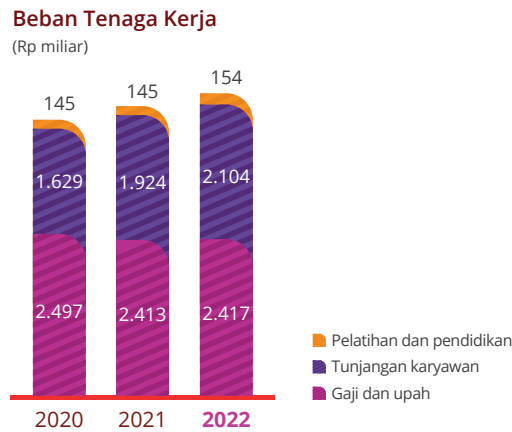 Beban Tenaga Kerja
(Rp miliar)
145 145 154
1.629 1.924 2.104
2.497 2.413 2.417
Pelatihan dan pendidikan
Tunjangan karyawan
Gaji dan upah
2020 2021 2022